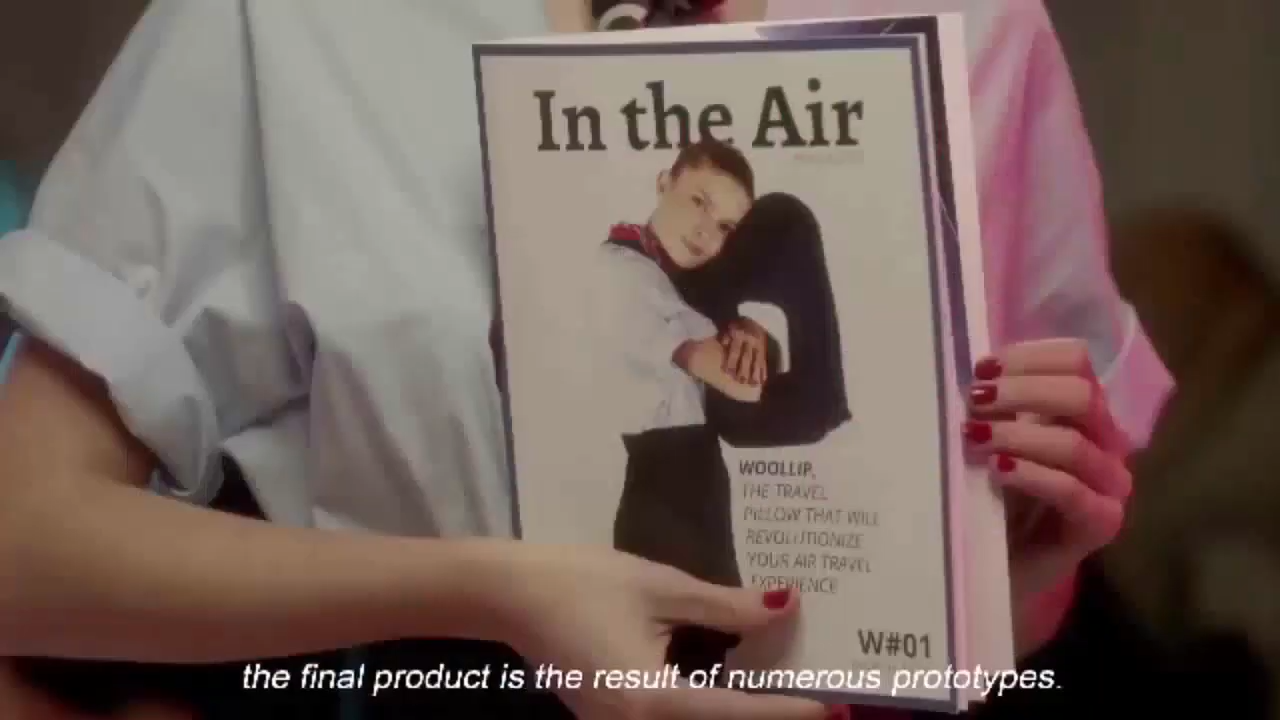 In the Air
WOOLLIP,
THE TRAVEL
PILLOW THAT WILL
REVOLUTIONIZE
YOUR AIR TRAVEL
EXPERIENCE
W#01
the final product is the result of numerous prototypes.